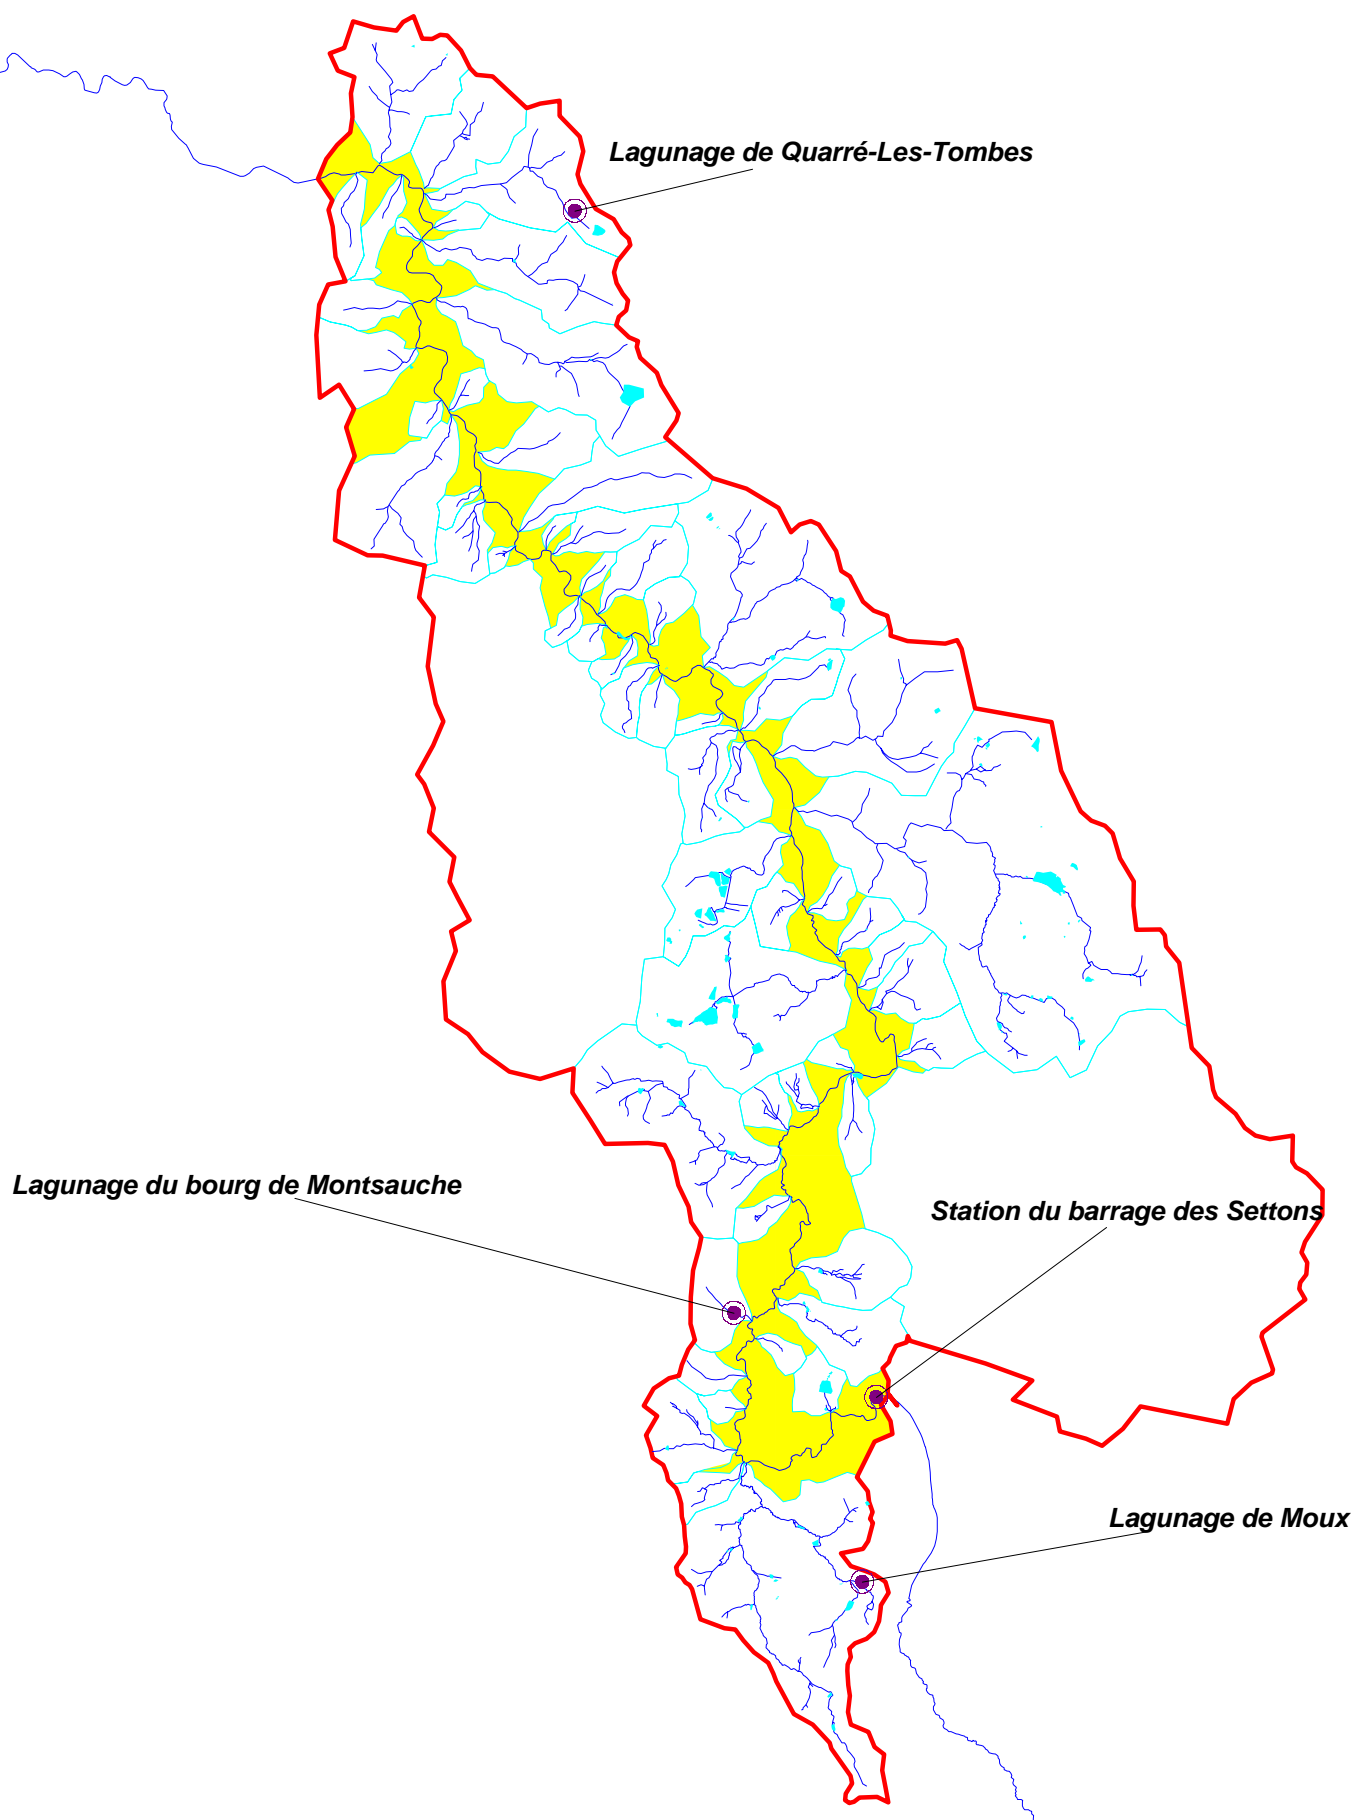 Lagunage de Quarré-Les-Tombes
Lagunage du bourg de Montsauche
Station du barrage des Settons
Lagunage de Moux